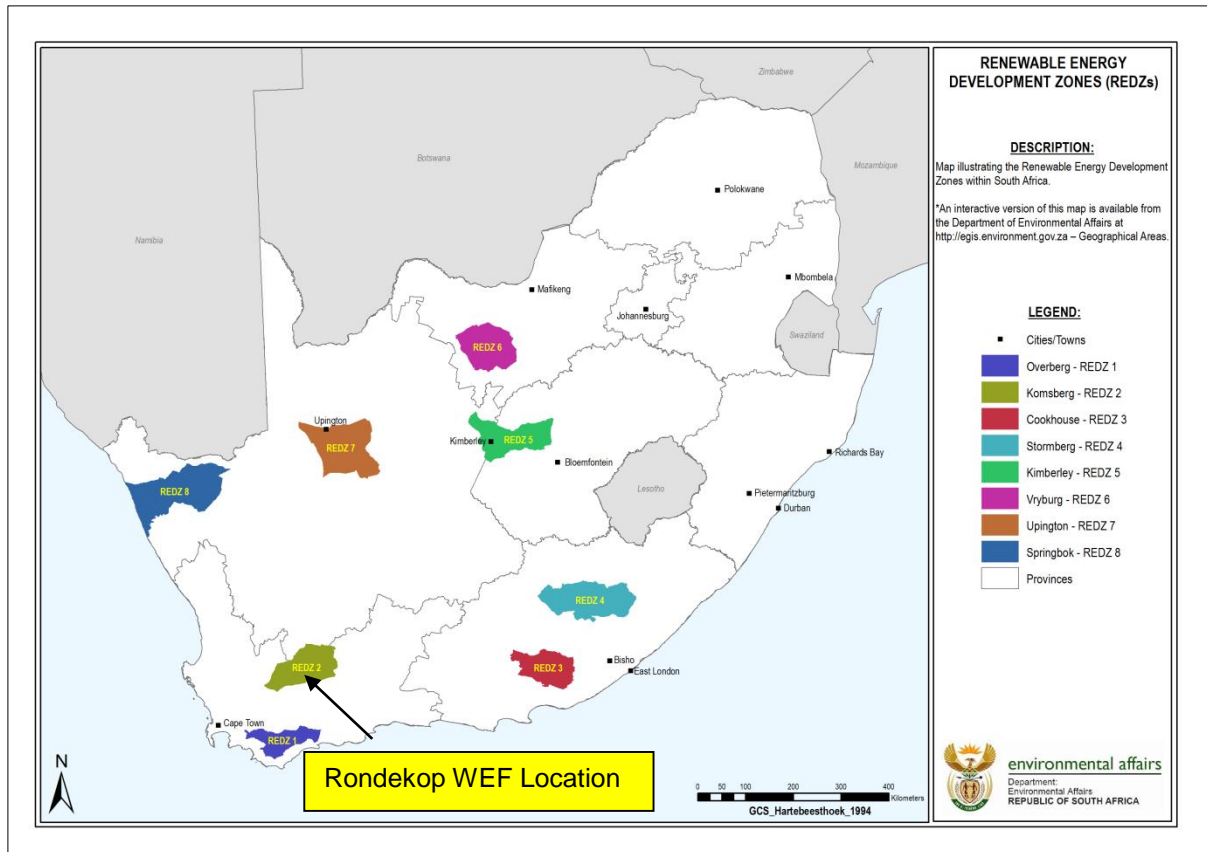 Zimbabwe
Botswana
Mozambique
Polokwane
Namibia
Mbombela
Mafikeng
Johannesburg
Swaziland
REDZ 6
Upington
REDZ 7
Kimberley
REDZ 5
Bloemfontein
Richards Bay
REDZ 8
Lesotho
Pietermaritzburg
Durban
REDZ 4
Bisho
East London
REDZ 3
REDZ 2
Cape Town
REDZ 1
Rondekop WEF Location
N
0 50 100 200 300 400
Kilometers
GCS_Hartebeesthoek_1994
RENEWABLE ENERGY
DEVELOPMENT ZONES (REDZs)
DESCRIPTION:
Map illustrating the Renewable Energy Development
Zones within South Africa.
*An interactive version of this map is available from
the Department of Environmental Affairs at
http://egis.environment.gov.za – Geographical Areas.
LEGEND:
Cities/Towns
Overberg - REDZ 1
Komsberg - REDZ 2
Cookhouse - REDZ 3
Stormberg - REDZ 4
Kimberley - REDZ 5
Vryburg - REDZ 6
Upington - REDZ 7
Springbok - REDZ 8
Provinces
environmental affairs
Department:
Environmental Affairs
REPUBLIC OF SOUTH AFRICA